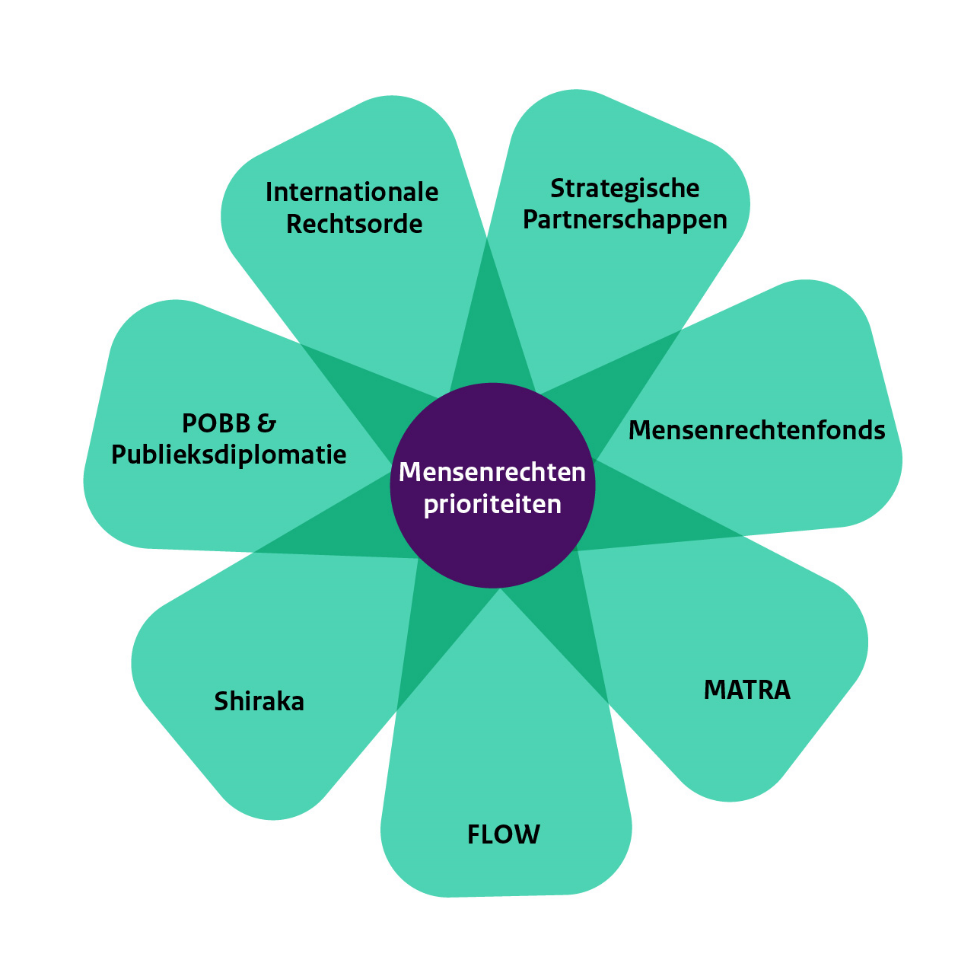 Internationale
Rechtsorde
Strategische
Partnerschappen
POBB &
Publieksdiplomatie
Mensenrechtenfonds
Mensenrechten
prioriteiten
Shiraka
MATRA
FLOW